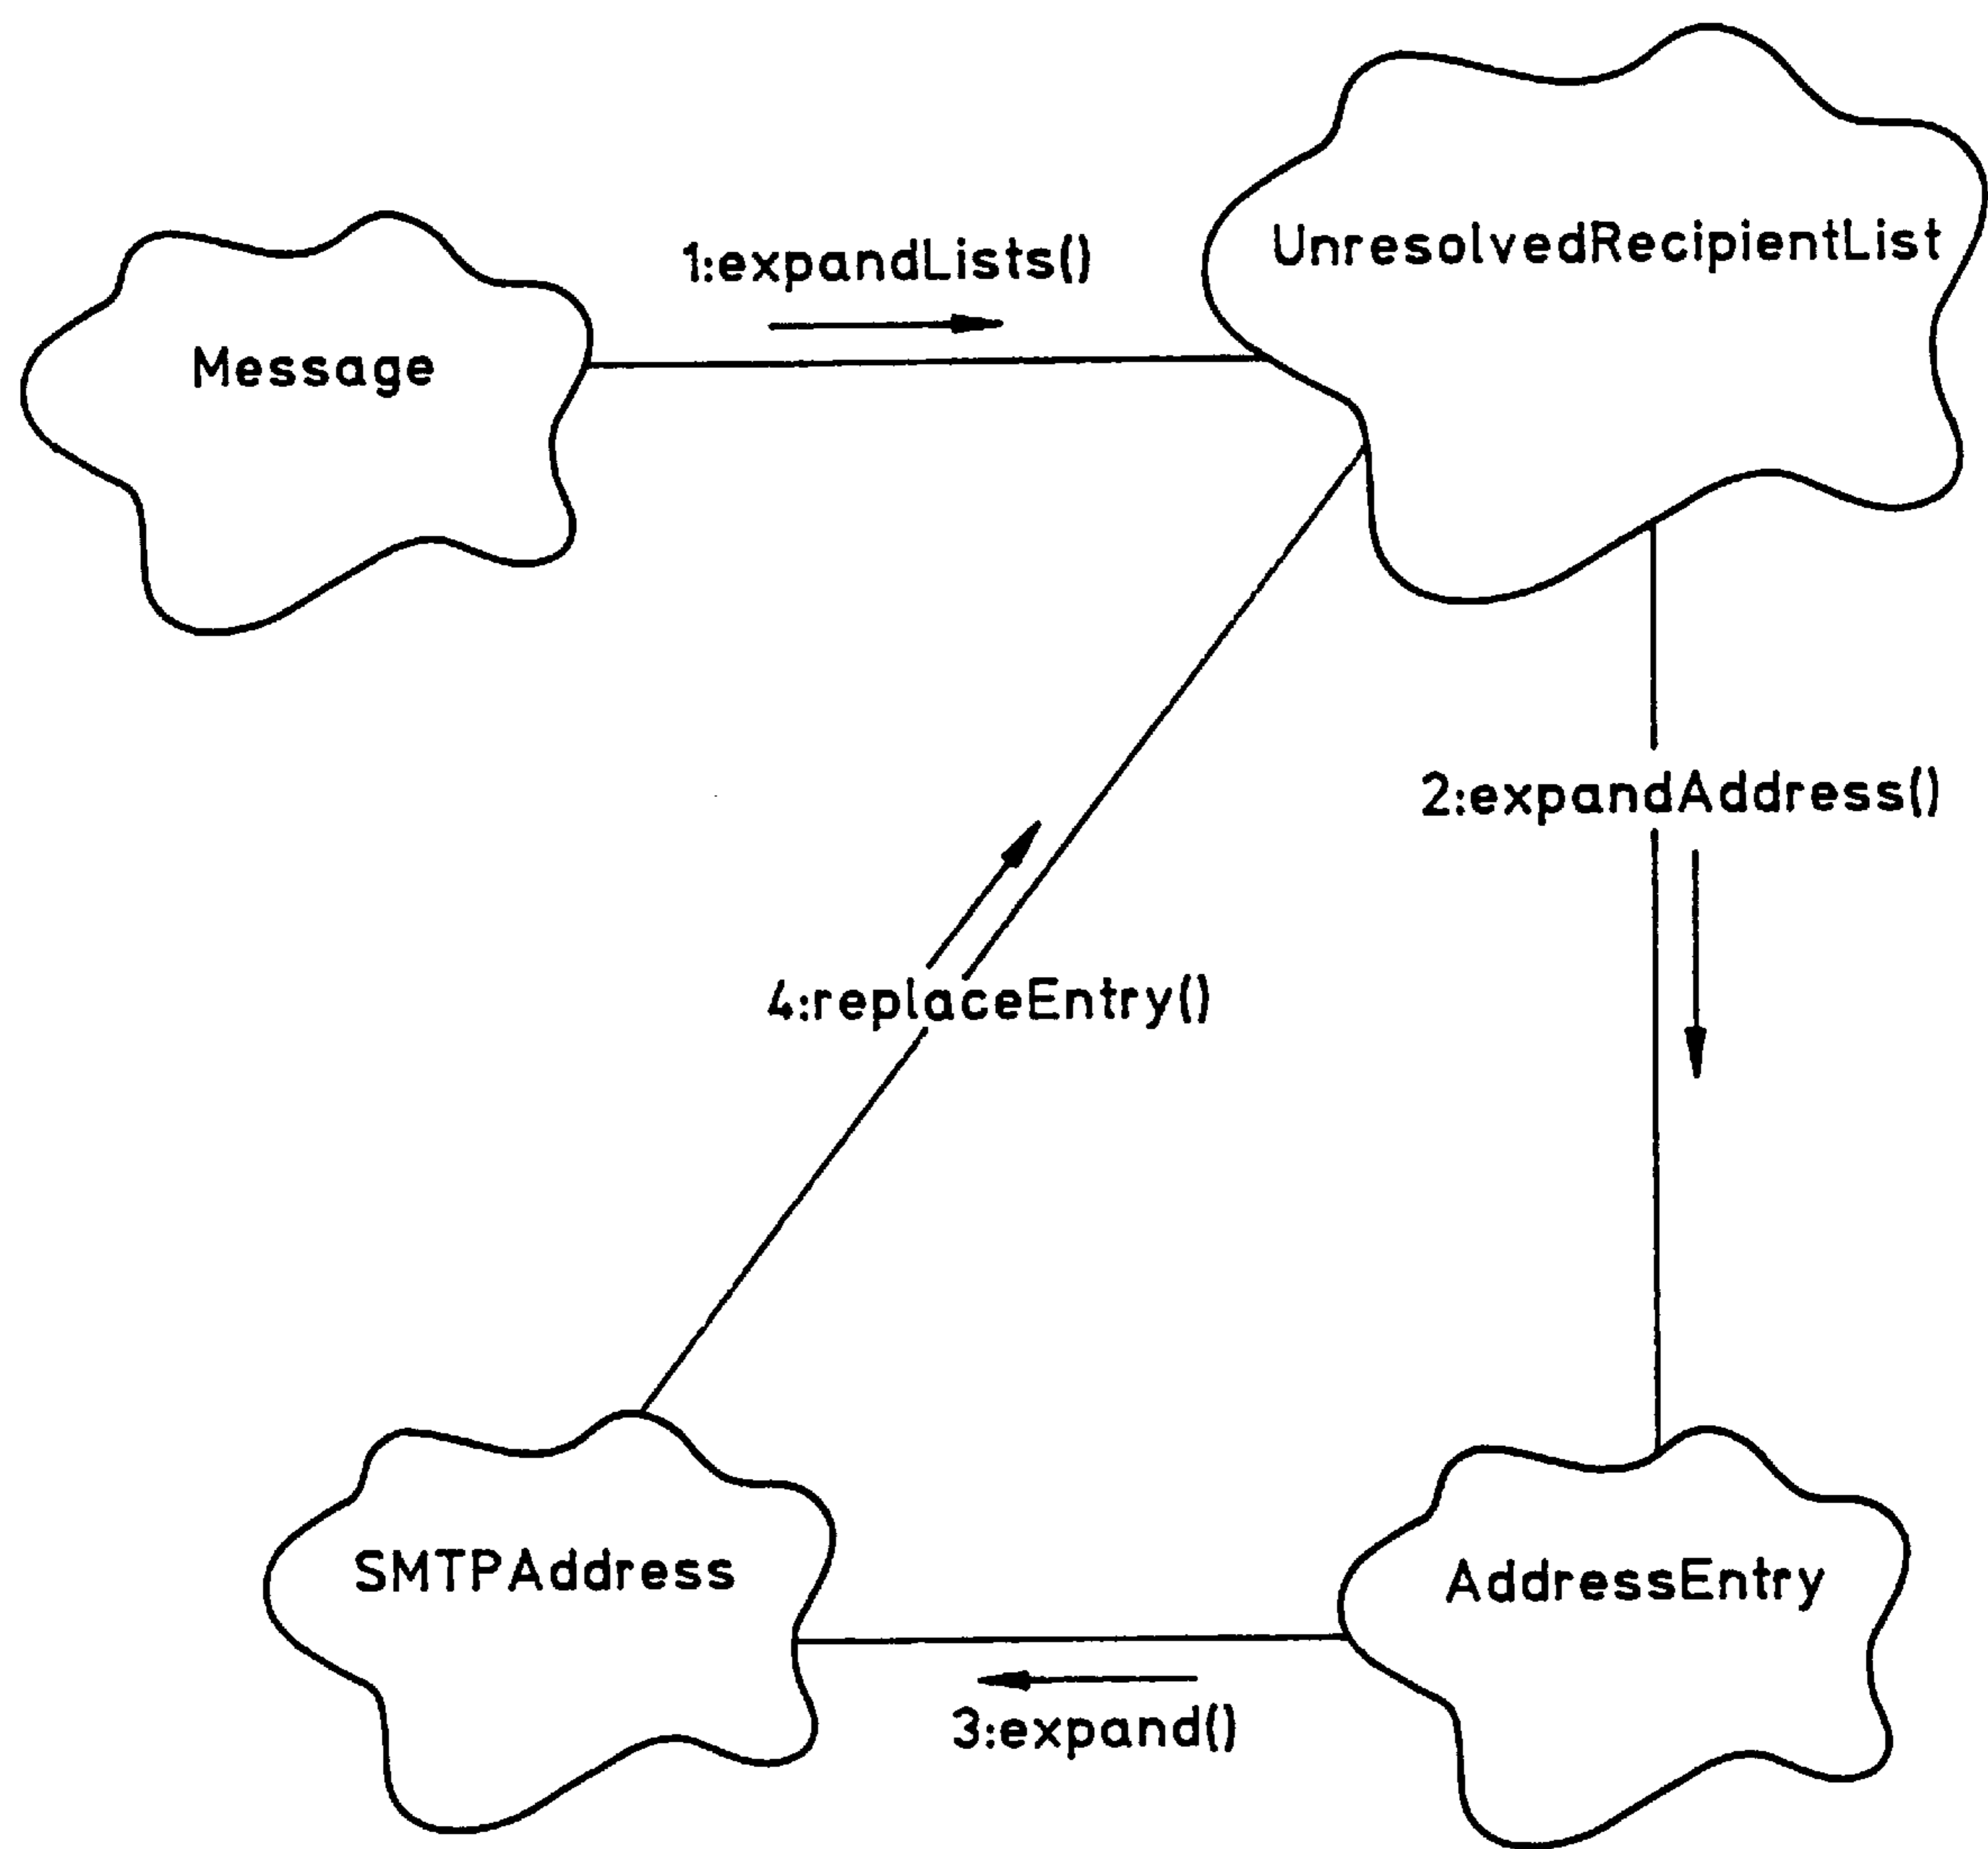 1:expandLists()
UnresolvedRecipientList
Message
2:expandAddress()
4:replaceEntry()
SMTPAddress
AddressEntry
3:expand()